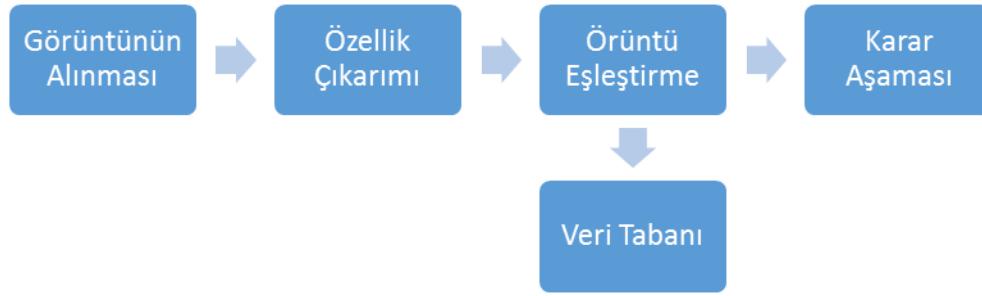 Görüntünün
Alınması
Özellik
Çıkarımı
Örüntü
Eşleştirme
Karar
Aşaması
Veri Tabanı